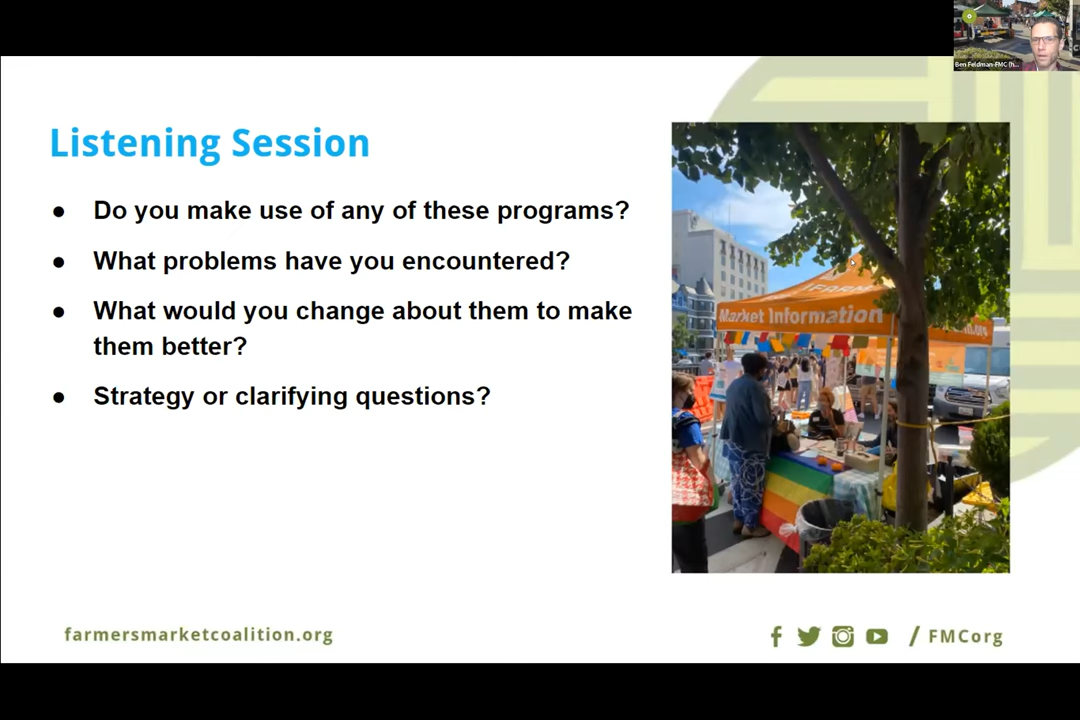 Ben Feldman-FMC (h...
Listening Session
● Do you make use of any of these programs?
● What problems have you encountered?
● What would you change about them to make
them better?
● Strategy or clarifying questions?
Market Information
farmersmarketcoalition.org
/ FMCorg